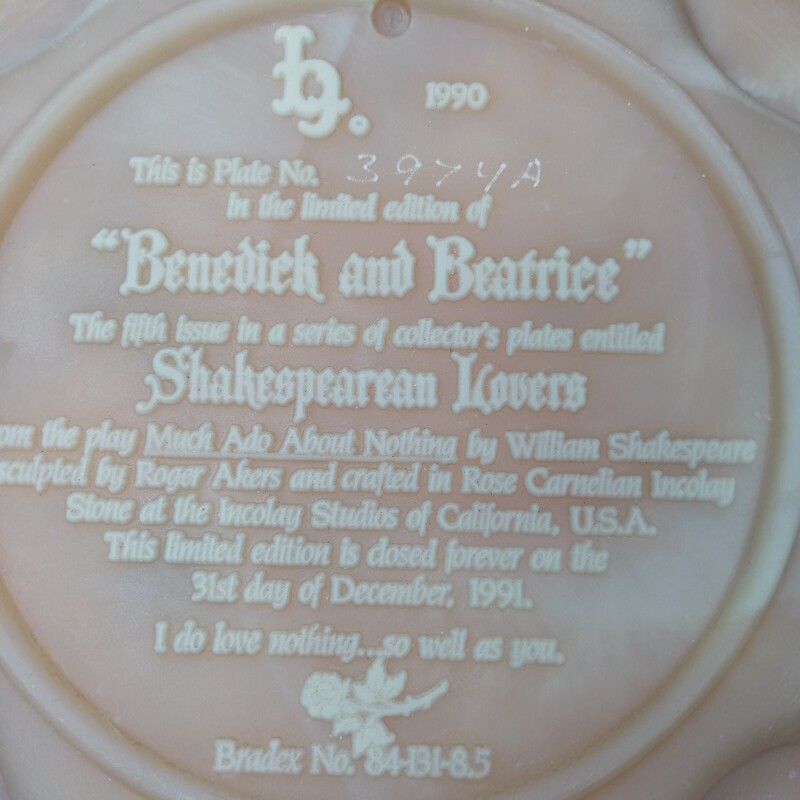 1990
This is Plate No. 3974A
in the limited edition of
“Benedick and Beatrice”
The fifth issue in a series of collector's plates entitled
Shakespearean Lovers
the play Much Ado About Nothing by William Shakespeare
sculpted by Roger Akers and crafted in Rose Carnelian Incolay
Stone at the Incolay Studios of California, U.S.A.
This limited edition is closed forever on the
31st day of December, 1991.
I do love nothing...so well as you.
Bradex No. 84-B1-8.5